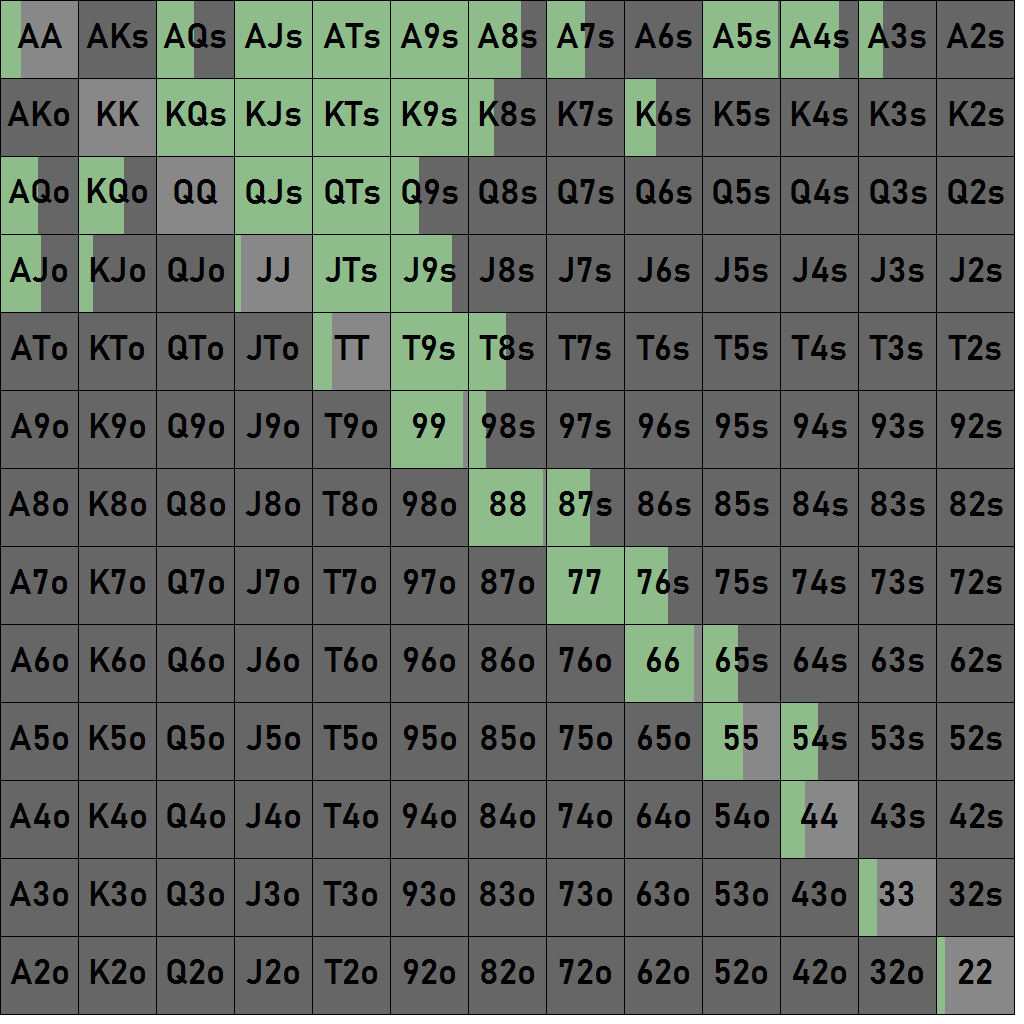 AA AKs AQs AJs ATs A9s A8s A7s A6s A5s A4s A3s A2s
AKo KK KQs KJs KTs K9s K8s K7s K6s K5s K4s K3s K2s
AQo KQo QQ QJs QTs Q9s Q8s Q7s Q6s Q5s Q4s Q3s Q2s
AJo KJo QJo JJ JTs J9s J8s J7s J6s J5s J4s J3s J2s
ATo KTo QTo JTo TT T9s T8s T7s T6s T5s T4s T3s T2s
A9o K9o Q9o J9o T9o 99 98s 97s 96s 95s 94s 93s 92s
A8o K8o Q8o J8o T8o 98o 88 87s 86s 85s 84s 83s 82s
A7o K7o Q7o J7o T7o 97o 87o 77 76s 75s 74s 73s 72s
A6o K6o Q6o J6o T6o 96o 86o 76o 66 65s 64s 63s 62s
A5o K5o Q5o J5o T5o 95o 85o 75o 65o 55 54s 53s 52s
A4o K4o Q4o J4o T4o 94o 84o 74o 64o 54o 44 43s 42s
A3o K3o Q3o J3o T3o 93o 83o 73o 63o 53o 43o 33 32s
A2o K2o Q2o J2o T2o 92o 82o 72o 62o 52o 42o 32o 22